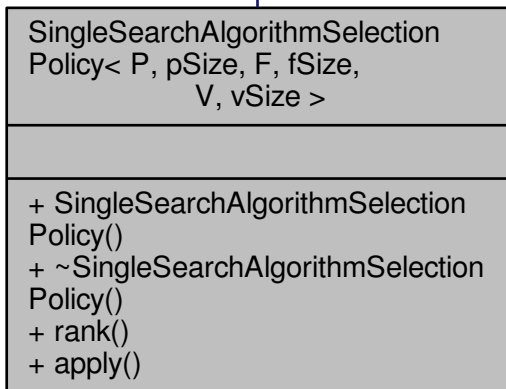 SingleSearchAlgorithmSelection
Policy< P, pSize, F, fSize,
V, vSize >
+ SingleSearchAlgorithmSelection
Policy()
+ ~SingleSearchAlgorithmSelection
Policy()
+ rank()
+ apply()